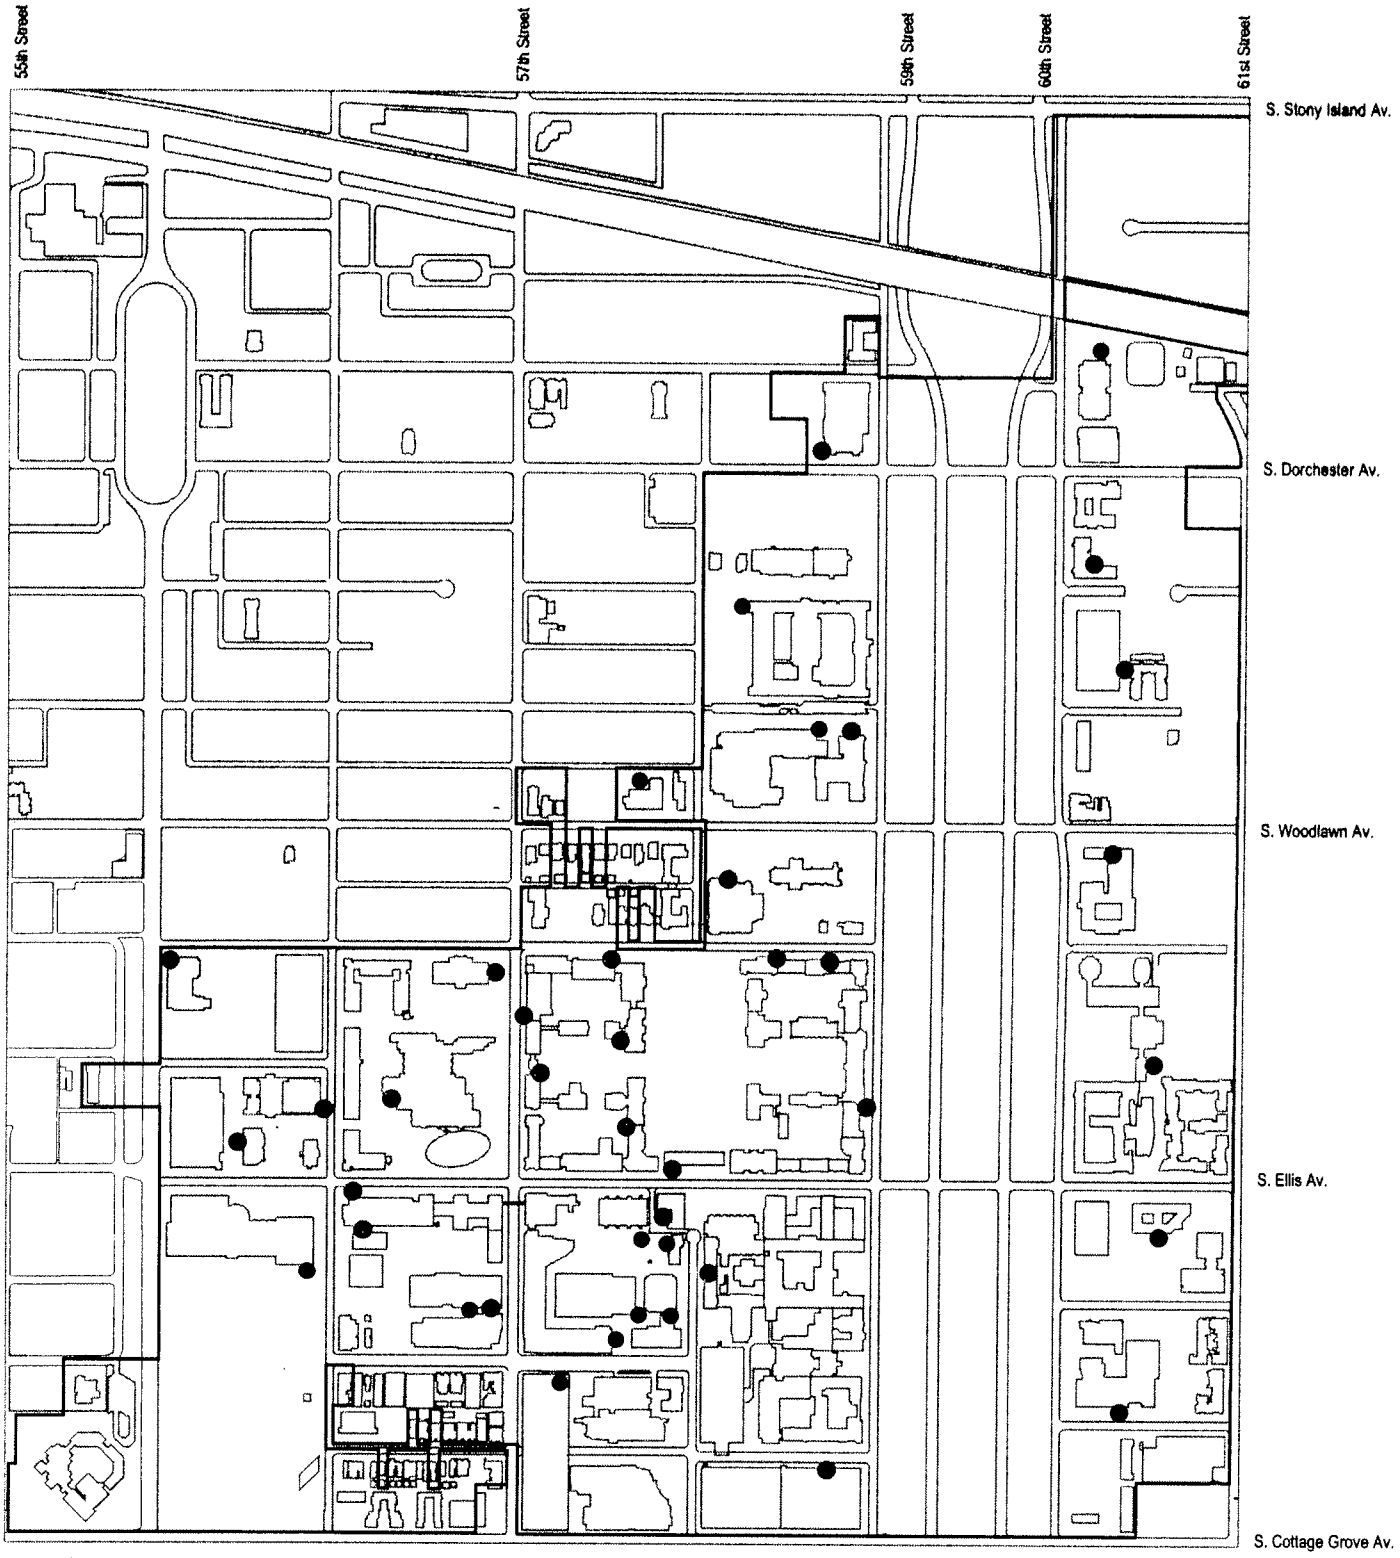 55th Street
57th Street
59th Street
60th Street
61st Street
S. Stony Island Av.
S. Dorchester Av.
S. Woodlawn Av.
S. Ellis Av.
S. Cottage Grove Av.